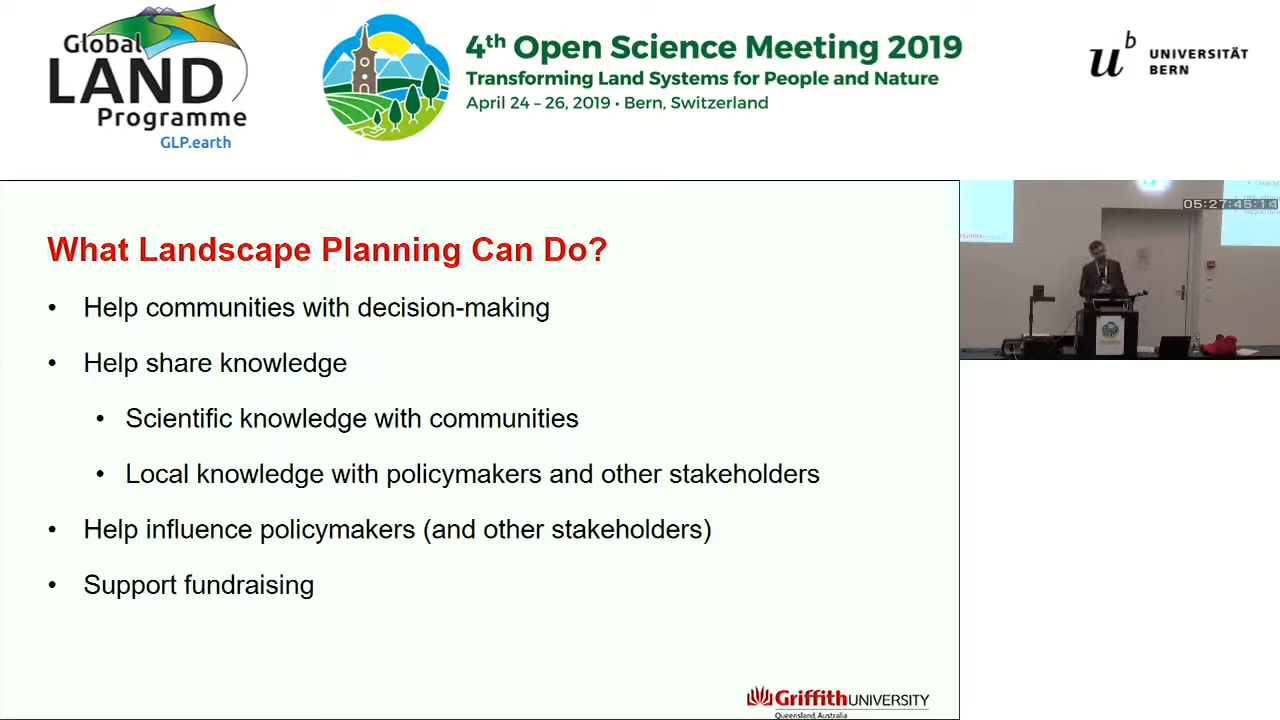 Global
LAND
Programme
GLP.earth
4th Open Science Meeting 2019
Transforming Land Systems for People and Nature
April 24 – 26, 2019 • Bern, Switzerland
u b
UNIVERSITÄT
BERN
05:27:45:14
What Landscape Planning Can Do?
• Help communities with decision-making
• Help share knowledge
• Scientific knowledge with communities
• Local knowledge with policymakers and other stakeholders
• Help influence policymakers (and other stakeholders)
• Support fundraising
Griffith UNIVERSITY
Queensland, Australia